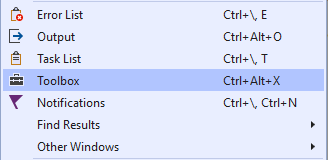 Error List Ctrl+\, E
Output Ctrl+Alt+O
Task List Ctrl+\, T
Toolbox Ctrl+Alt+X
Notifications Ctrl+\, Ctrl+N
Find Results
Other Windows